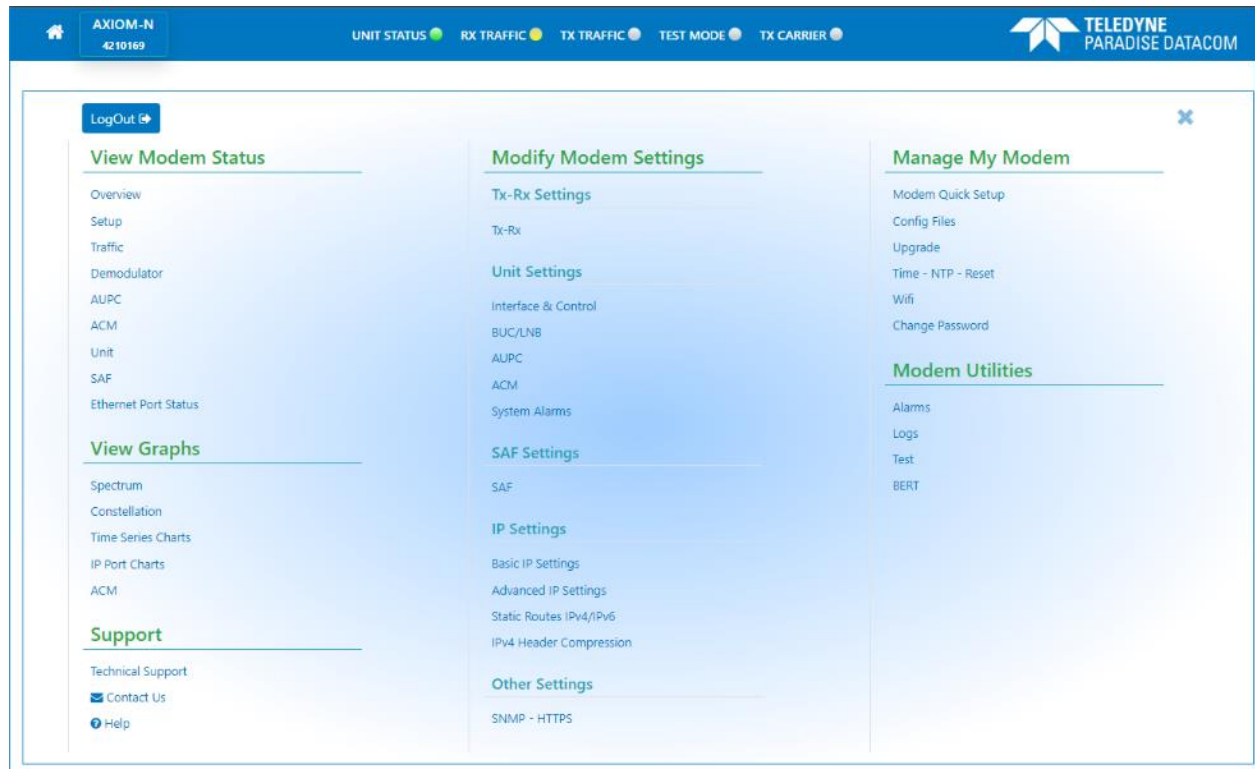 AXIOM-N
4210169
UNIT STATUS RX TRAFFIC TX TRAFFIC TEST MODE TX CARRIER
TELEDYNE
PARADISE DATACOM
LogOut
View Modem Status
Overview
Setup
Traffic
Demodulator
AUPC
ACM
Unit
SAF
Ethernet Port Status
View Graphs
Spectrum
Constellation
Time Series Charts
IP Port Charts
ACM
Support
Technical Support
Contact Us
Help
Modify Modem Settings
Tx-Rx Settings
Tx-Rx
Unit Settings
Interface & Control
BUC/LNB
AUPC
ACM
System Alarms
SAF Settings
SAF
IP Settings
Basic IP Settings
Advanced IP Settings
Static Routes IPv4/IPv6
IPv4 Header Compression
Other Settings
SNMP - HTTPS
Manage My Modem
Modem Quick Setup
Config Files
Upgrade
Time - NTP - Reset
Wifi
Change Password
Modem Utilities
Alarms
Logs
Test
BERT